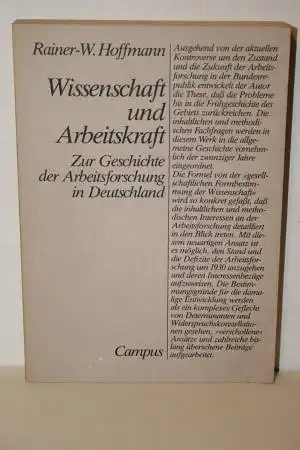 Rainer-W. Hoffmann
Wissenschaft
und
Arbeitskraft
Zur Geschichte
der Arbeitsforschung
in Deutschland
Campus
Ausgehend von der aktuellen
Kontroverse um den Zustand
und die Zukunft der Arbeits-
forschung in der Bundesre-
publik entwickelt der Autor
die These, daß die Probleme
bis in die Frühgeschichte des
Gebiets zurückreichen. Die
inhaltlichen und methodi-
schen Fachfragen werden in
diesem Werk in die allge-
meine Geschichte vornehm-
lich der zwanziger Jahre
eingeordnet.
Die Formel von der »gesell-
schaftlichen Formbestim-
mung der Wissenschaft«
wird so konkret gefaßt, daß
die inhaltlichen und metho-
dischen Interessen an der
Arbeitsforschung detailliert
in den Blick treten. Mit die-
sem neuartigen Ansatz ist
es möglich, den Stand und
die Defizite der Arbeitsfor-
schung um 1930 anzugehen
und deren Interessenbezüge
aufzuweisen. Die Bestim-
mungsgründe für die dama-
lige Entwicklung werden
als ein komplexes Geflecht
von Determinanten und
Widerspruchskonstellatio-
nen gesehen, »verschollene«
Ansätze und zahlreiche bis-
lang übersehene Beiträge
aufgearbeitet.